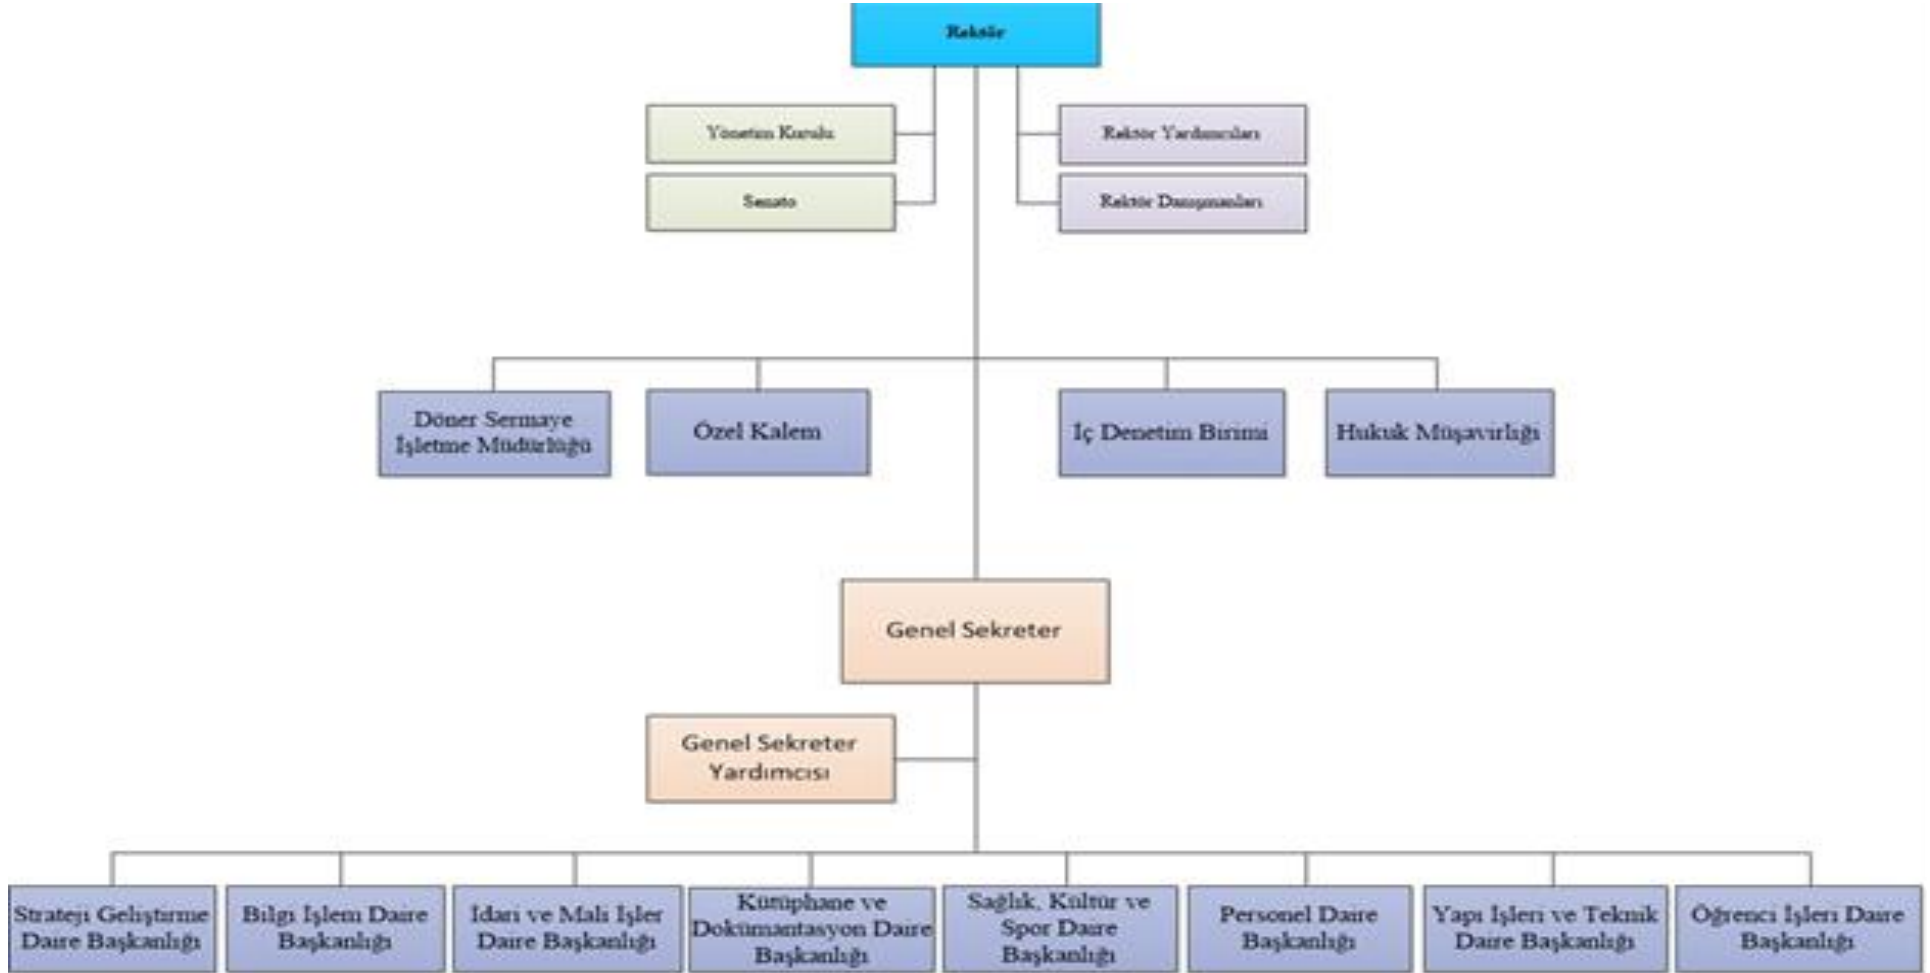 Rektör
Yönetim Kurulu
Rektör Yardımcıları
Senato
Rektör Danışmanları
Döner Sermaye
İşletme Müdürlüğü
Özel Kalem
İç Denetim Birimi
Hukuk Müşavirliği
Genel Sekreter
Genel Sekreter
Yardımcısı
Strateji Geliştirme
Daire Başkanlığı
Bilgi İşlem Daire
Başkanlığı
İdari ve Mali İşler
Daire Başkanlığı
Kütüphane ve
Dokümantasyon Daire
Başkanlığı
Sağlık, Kültür ve
Spor Daire
Başkanlığı
Personel Daire
Başkanlığı
Yapı İşleri ve Teknik
Daire Başkanlığı
Öğrenci İşleri Daire
Başkanlığı